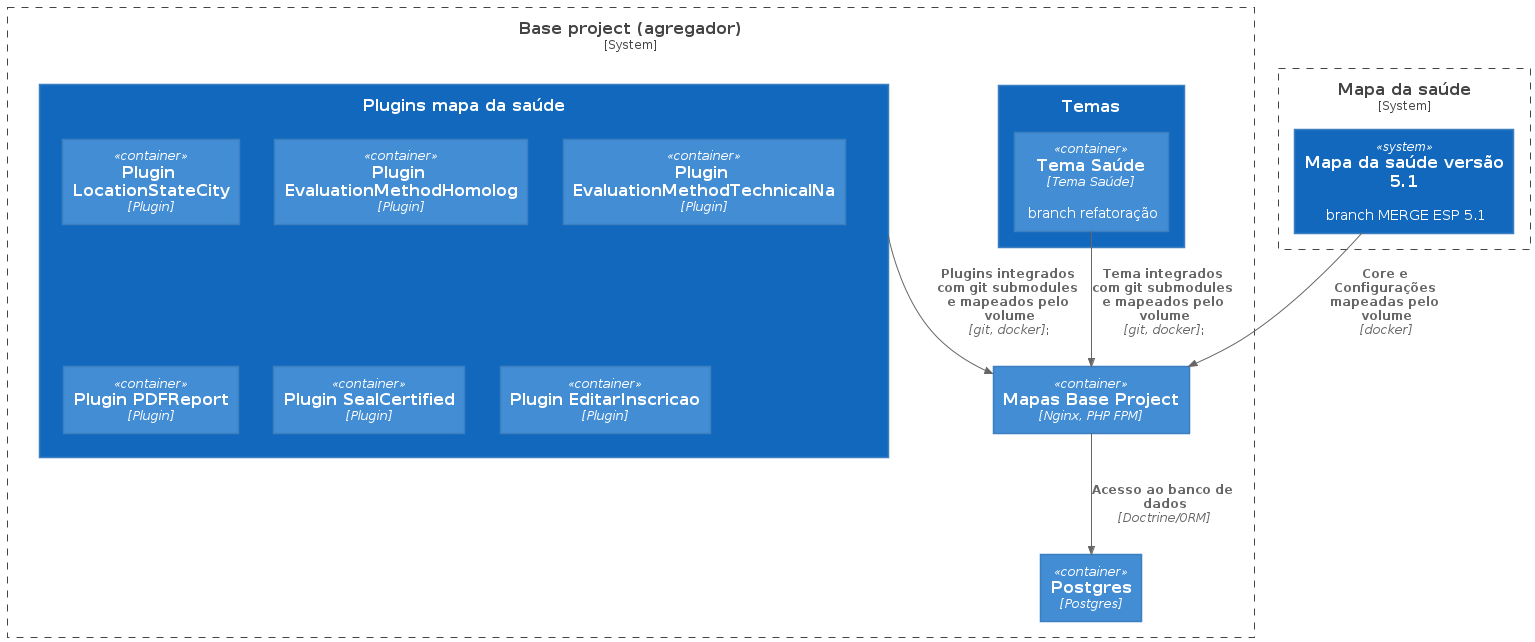 Base project (agregador)
[System]
Plugins mapa da saúde
«container»
Plugin
LocationStateCity
[Plugin]
«container»
Plugin
EvaluationMethodHomolog
[Plugin]
«container»
Plugin
EvaluationMethodTechnicalNa
[Plugin]
«container»
Plugin PDFReport
[Plugin]
«container»
Plugin SealCertified
[Plugin]
«container»
Plugin EditarInscricao
[Plugin]
Temas
«container»
Tema Saúde
[Tema Saúde]
branch refatoração
Mapa da saúde
[System]
«system»
Mapa da saúde versão
5.1
branch MERGE ESP 5.1
Plugins integrados
com git submodules
e mapeados pelo
volume
[git, docker];
Tema integrados
com git submodules
e mapeados pelo
volume
[git, docker];
Core e
Configurações
mapeadas pelo
volume
[docker]
«container»
Mapas Base Project
[Nginx, PHP FPM]
Acesso ao banco de
dados
[Doctrine/0RM]
«container»
Postgres
[Postgres]